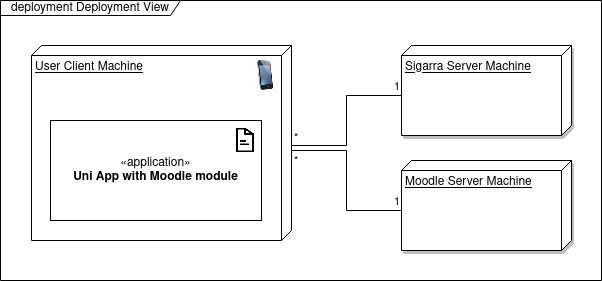 deployment Deployment View
User Client Machine
«application»
Uni App with Moodle module
*
*
1
Sigarra Server Machine
1
Moodle Server Machine